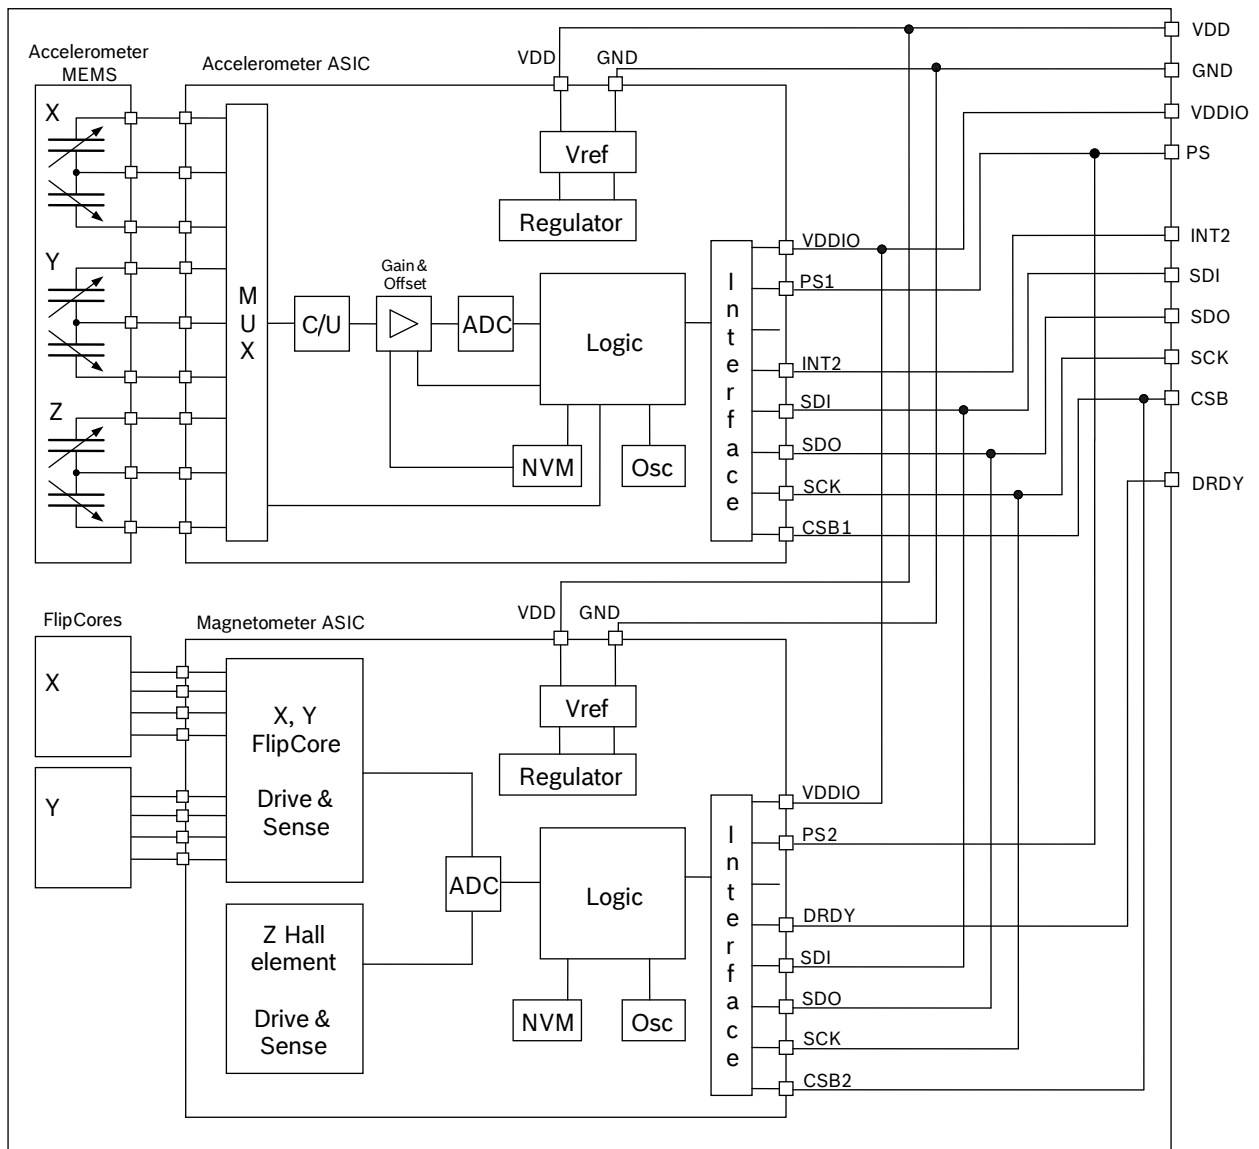 VDD
GND
VDDIO
PS
INT2
SDI
SDO
SCK
CSB
DRDY
Accelerometer
MEMS
X
Y
Z
Accelerometer ASIC
VDD
GND
Vref
Regulator
M
U
X
C/U
Gain &
Offset
ADC
Logic
NVM
Osc
I
n
t
e
r
f
a
c
e
VDDIO
PS1
INT2
SDI
SDO
SCK
CSB1
FlipCores
X
Y
Magnetometer ASIC
VDD
GND
Vref
Regulator
X, Y
FlipCore
Drive &
Sense
Z Hall
element
Drive &
Sense
ADC
Logic
NVM
Osc
I
n
t
e
r
f
a
c
e
VDDIO
PS2
DRDY
SDI
SDO
SCK
CSB2